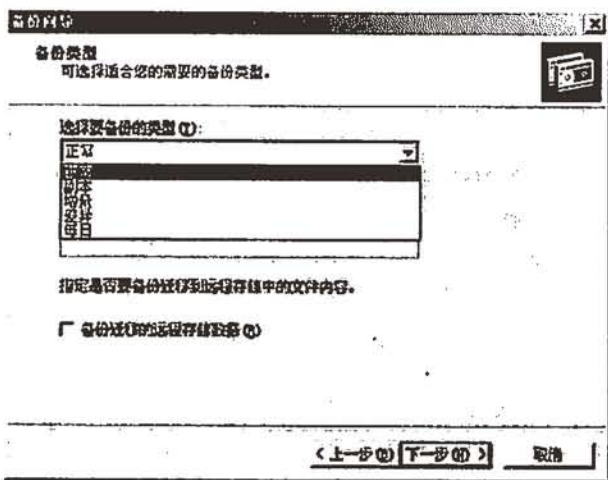 备份向导
备份类型
可选择适合您的需要的备份类型。
选择要备份的类型(T):
正常
正常
副本
增量
差异
每日
指定是否要备份迁移到远程存储中的文件内容。
备份迁移的远程存储数据(B)
<上一步(B) 下一步(N)> 取消